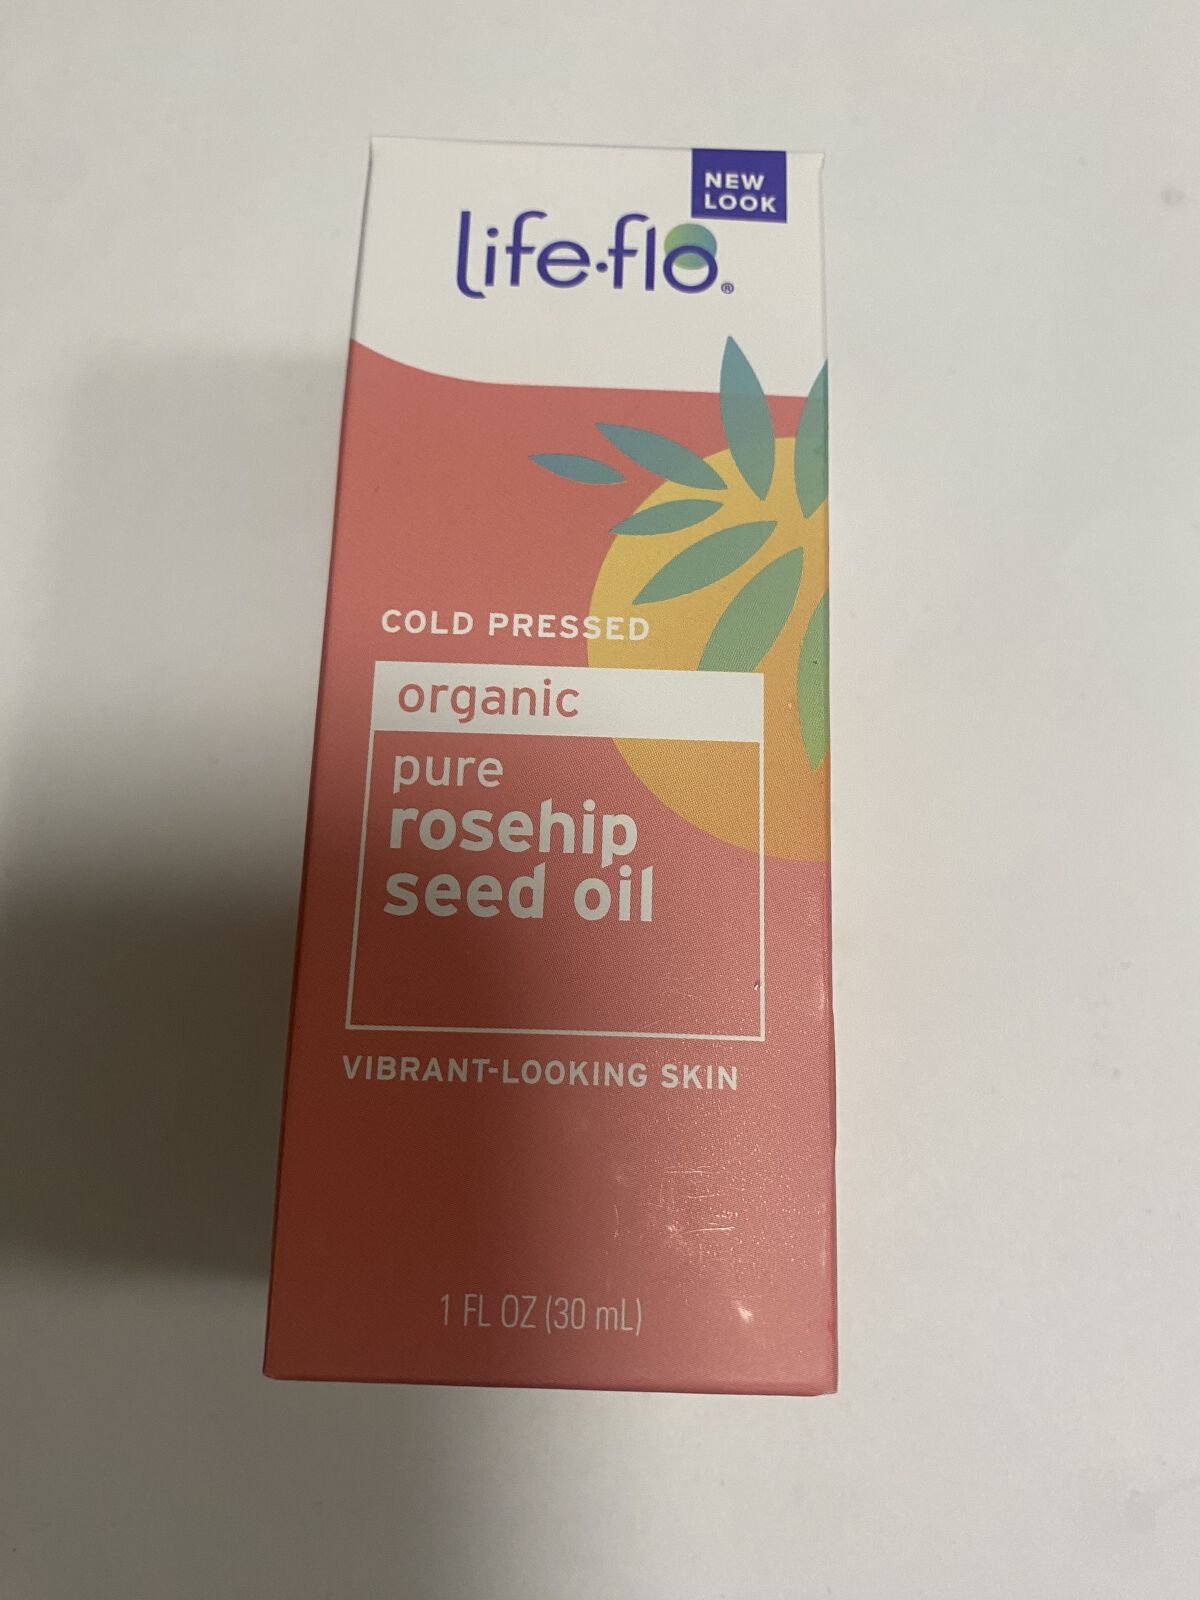 NEW
LOOK
life·flo®
COLD PRESSED
organic
pure
rosehip
seed oil
VIBRANT-LOOKING SKIN
1 FL OZ (30 mL)